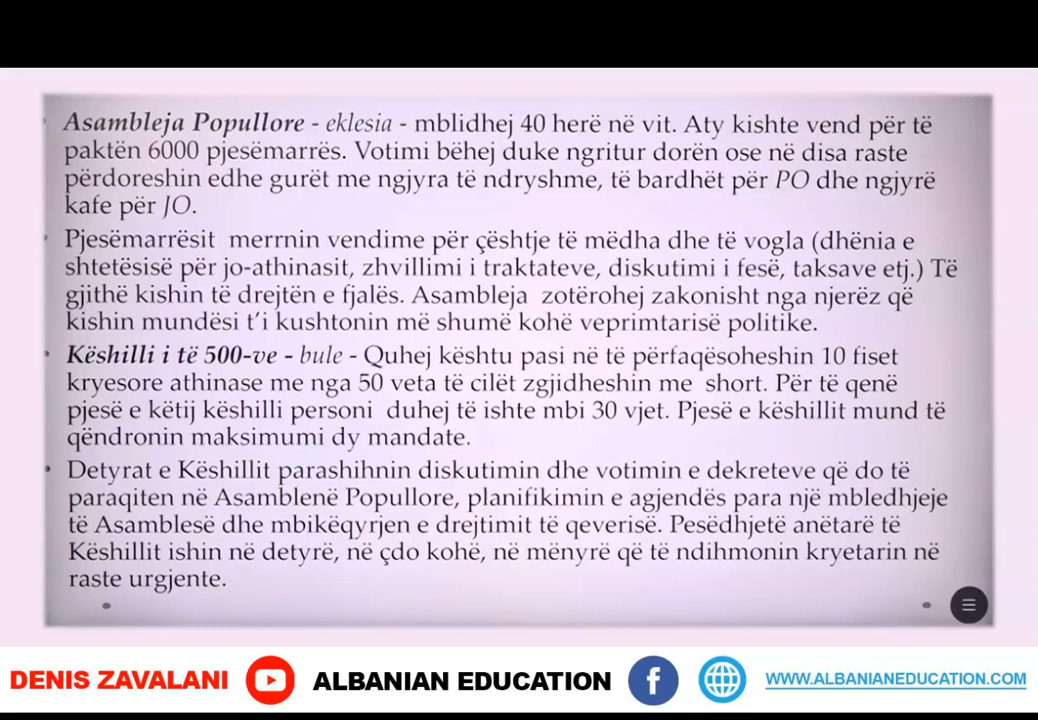 Asambleja Popullore - eklesia - mblidhej 40 herë në vit. Aty kishte vend për të
paktën 6000 pjesëmarrës. Votimi bëhej duke ngritur dorën ose në disa raste
përdoreshin edhe gurët me ngjyra të ndryshme, të bardhët për PO dhe ngjyrë
kafe për JO.
Pjesëmarrësit merrnin vendime për çështje të mëdha dhe të vogla (dhënia e
shtetësisë për jo-athinasit, zhvillimi i traktateve, diskutimi i fesë, taksave etj.) Të
gjithë kishin të drejtën e fjalës. Asambleja zotërohej zakonisht nga njerëz që
kishin mundësi t'i kushtonin më shumë kohë veprimtarisë politike.
Këshilli i të 500-ve - bule - Quhej kështu pasi në të përfaqësoheshin 10 fiset
kryesore athinase me nga 50 veta të cilët zgjidheshin me short. Për të qenë
pjesë e këtij këshilli personi duhej të ishte mbi 30 vjet. Pjesë e këshillit mund të
qëndronin maksimumi dy mandate.
Detyrat e Këshillit parashihnin diskutimin dhe votimin e dekreteve që do të
paraqiten në Asamblenë Popullore, planifikimin e agjendës para një mbledhjeje
të Asamblesë dhe mbikëqyrjen e drejtimit të qeverisë. Pesëdhjetë anëtarë të
Këshillit ishin në detyrë, në çdo kohë, në mënyrë që të ndihmonin kryetarin në
raste urgjente.
DENIS ZAVALANI ALBANIAN EDUCATION f WWW.ALBANIANEDUCATION.COM